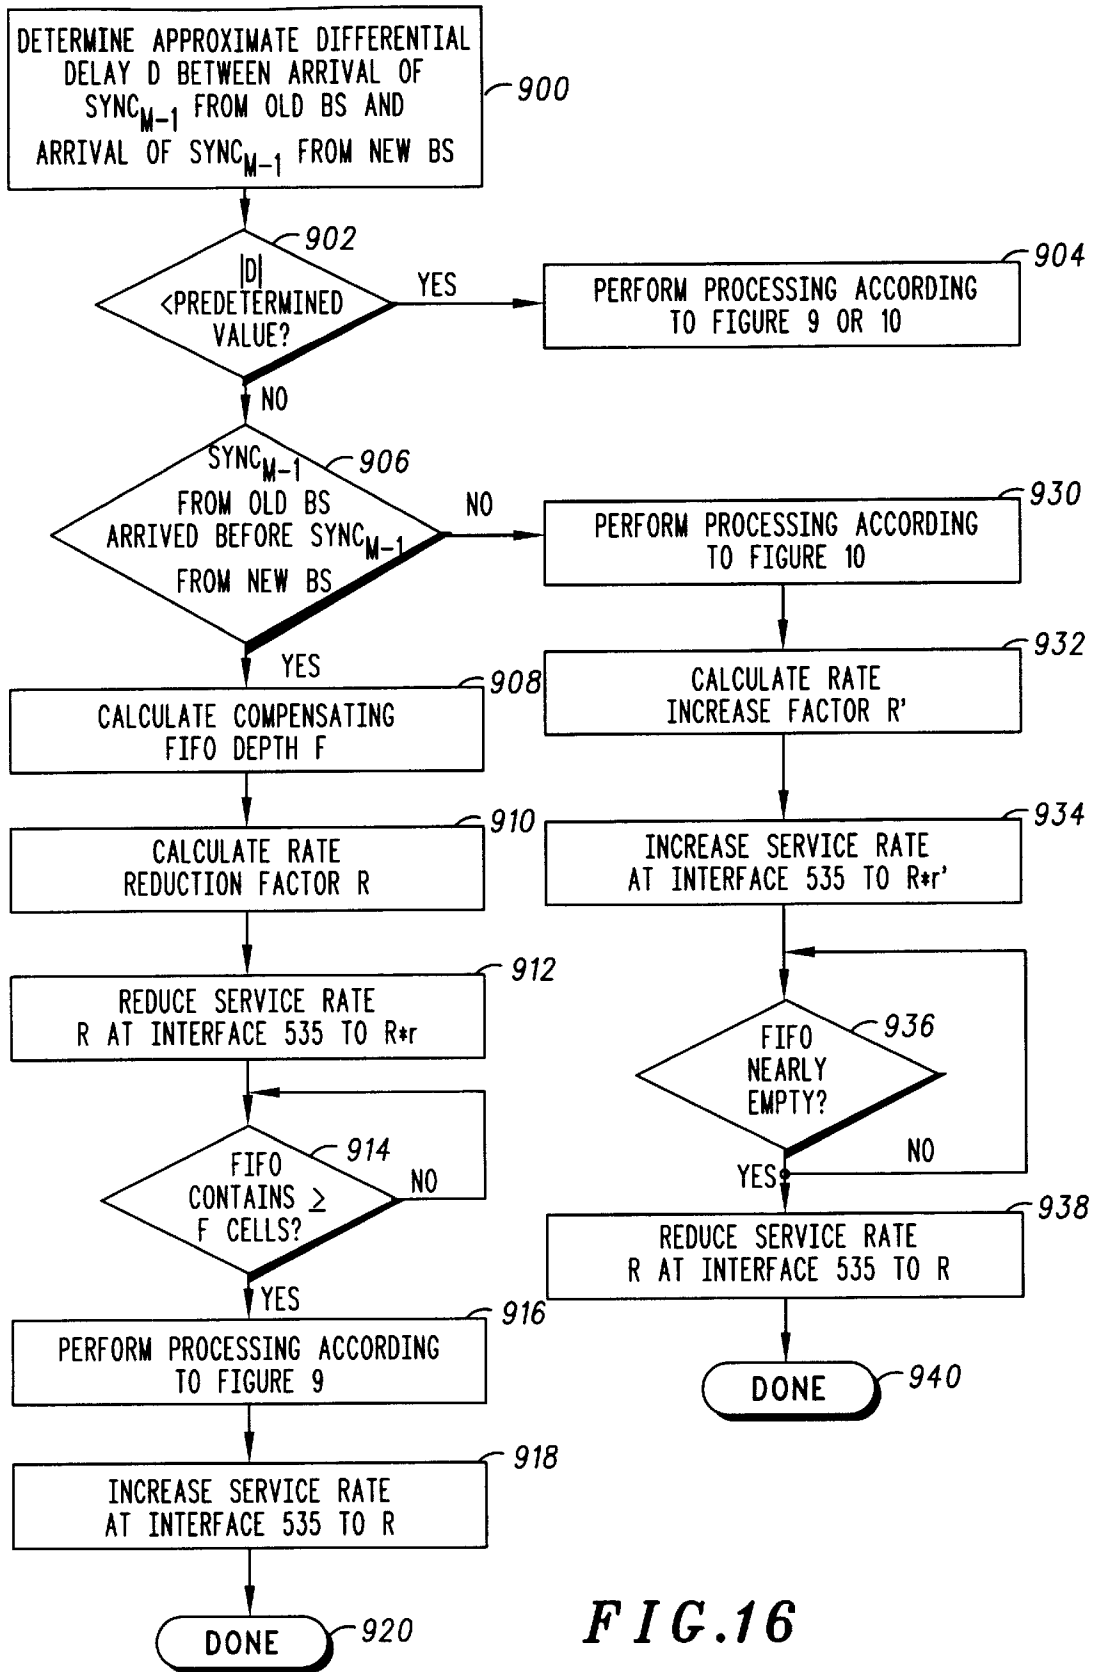 DETERMINE APPROXIMATE DIFFERENTIAL
DELAY D BETWEEN ARRIVAL OF
SYNC_M-1 FROM OLD BS AND
ARRIVAL OF SYNC_M-1 FROM NEW BS
900
902
|D|
<PREDETERMINED
VALUE?
YES
904
PERFORM PROCESSING ACCORDING
TO FIGURE 9 OR 10
NO
906
SYNC_M-1
FROM OLD BS
ARRIVED BEFORE SYNC_M-1
FROM NEW BS
NO
930
PERFORM PROCESSING ACCORDING
TO FIGURE 10
YES
908
CALCULATE COMPENSATING
FIFO DEPTH F
932
CALCULATE RATE
INCREASE FACTOR R'
910
CALCULATE RATE
REDUCTION FACTOR R
934
INCREASE SERVICE RATE
AT INTERFACE 535 TO R*r'
912
REDUCE SERVICE RATE
R AT INTERFACE 535 TO R*r
936
FIFO
NEARLY
EMPTY?
NO
YES
914
FIFO
CONTAINS ≥
F CELLS?
NO
YES
938
REDUCE SERVICE RATE
R AT INTERFACE 535 TO R
916
PERFORM PROCESSING ACCORDING
TO FIGURE 9
DONE
940
918
INCREASE SERVICE RATE
AT INTERFACE 535 TO R
DONE
920
FIG.16